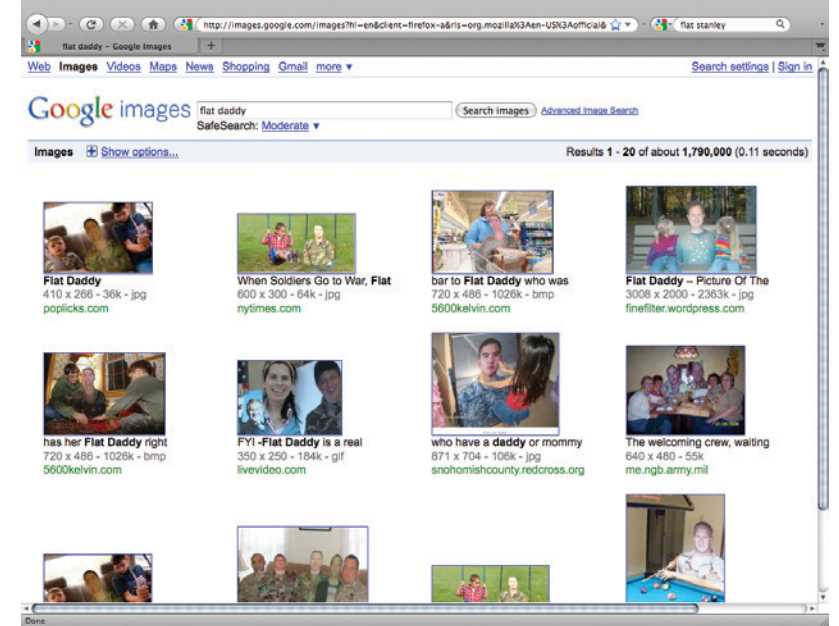 http://images.google.com/images?hl=en&client=firefox-a&rls=org.mozilla%3Aen-US%3Aofficial& flat stanley
flat daddy - Google Images
Web Images Videos Maps News Shopping Gmail more ▼ Search settings | Sign in
Google images flat daddy Search images Advanced Image Search
SafeSearch: Moderate ▼
Images Show options... Results 1 - 20 of about 1,790,000 (0.11 seconds)
Flat Daddy When Soldiers Go to War, Flat bar to Flat Daddy who was Flat Daddy – Picture Of The
410 x 266 - 36k - jpg 600 x 300 - 64k - jpg 720 x 486 - 1026k - bmp 3008 x 2000 - 2363k - jpg
poplicks.com nytimes.com 5600kelvin.com finefilter.wordpress.com
has her Flat Daddy right FYI -Flat Daddy is a real who have a daddy or mommy The welcoming crew, waiting
720 x 486 - 1026k - bmp 350 x 250 - 184k - gif 871 x 704 - 106k - jpg 640 x 480 - 55k
5600kelvin.com livevideo.com snohomishcounty.redcross.org me.ngb.army.mil
Done